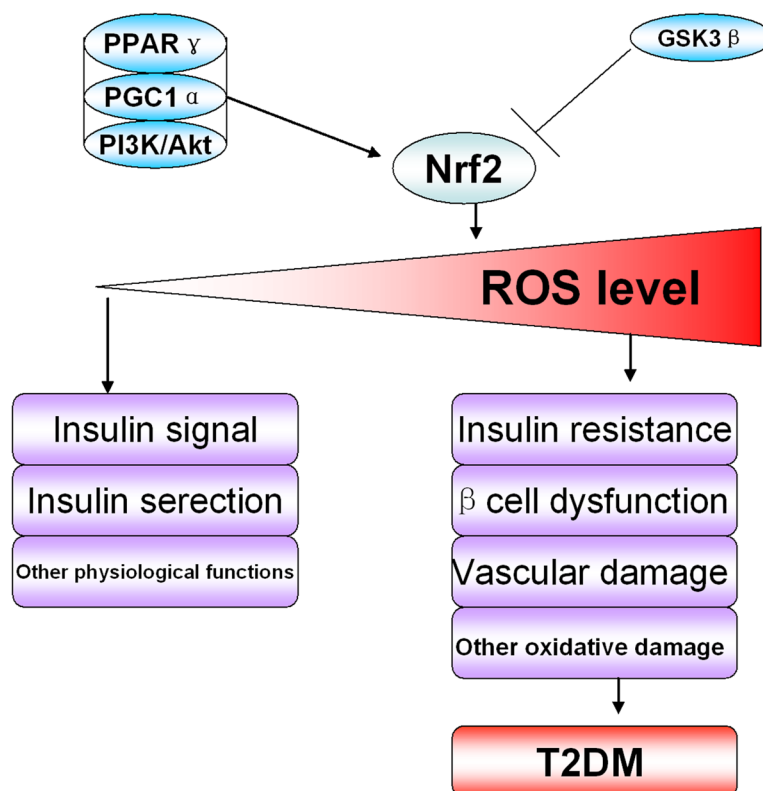 PPAR γ
GSK3 β
PGC1 α
PI3K/Akt
Nrf2
ROS level
Insulin signal
Insulin resistance
Insulin serection
β cell dysfunction
Other physiological functions
Vascular damage
Other oxidative damage
T2DM